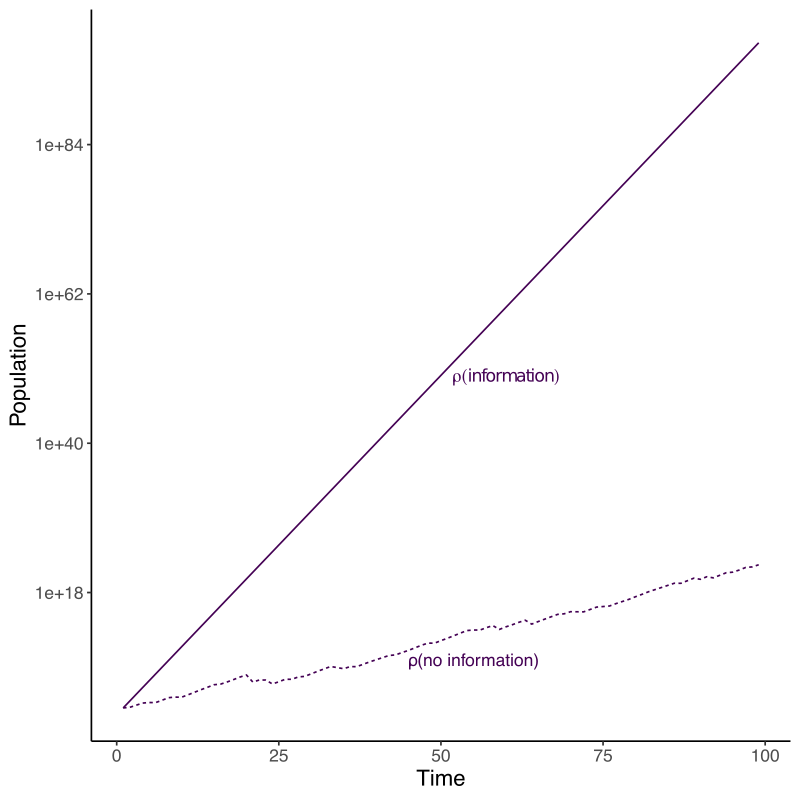 1e+84
1e+62
ρ(information)
1e+40
1e+18
ρ(no information)
0 25 50 75 100
Time
Population